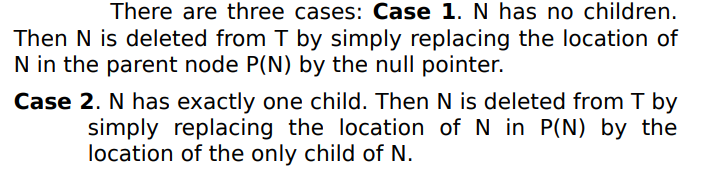 There are three cases: Case 1. N has no children.
Then N is deleted from T by simply replacing the location of
N in the parent node P(N) by the null pointer.
Case 2. N has exactly one child. Then N is deleted from T by
simply replacing the location of N in P(N) by the
location of the only child of N.